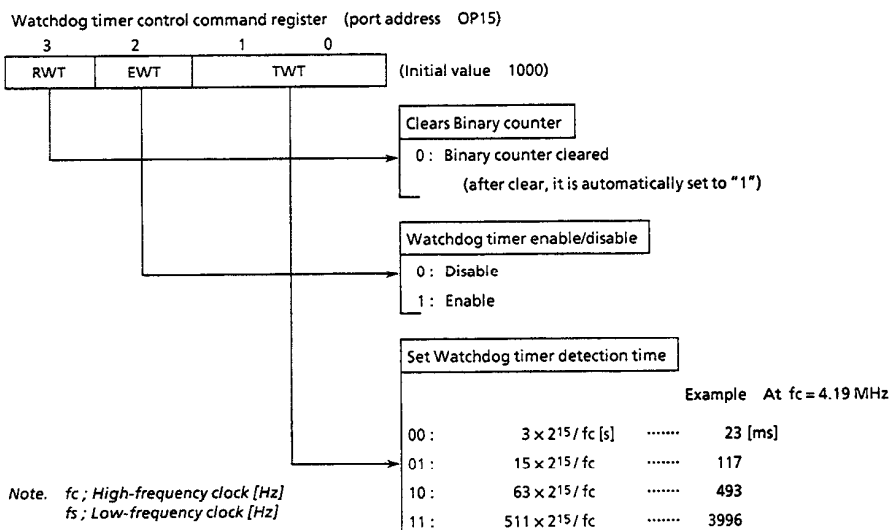 Watchdog timer control command register (port address OP15)
3 2 1 0
RWT EWT TWT (Initial value 1000)
Clears Binary counter
0 : Binary counter cleared
(after clear, it is automatically set to "1")
Watchdog timer enable/disable
0 : Disable
1 : Enable
Set Watchdog timer detection time
Example At fc = 4.19 MHz
00 : 3 × 2¹⁵ / fc [s] ······· 23 [ms]
01 : 15 × 2¹⁵ / fc ······· 117
10 : 63 × 2¹⁵ / fc ······· 493
11 : 511 × 2¹⁵ / fc ······· 3996
Note. fc ; High-frequency clock [Hz]
fs ; Low-frequency clock [Hz]